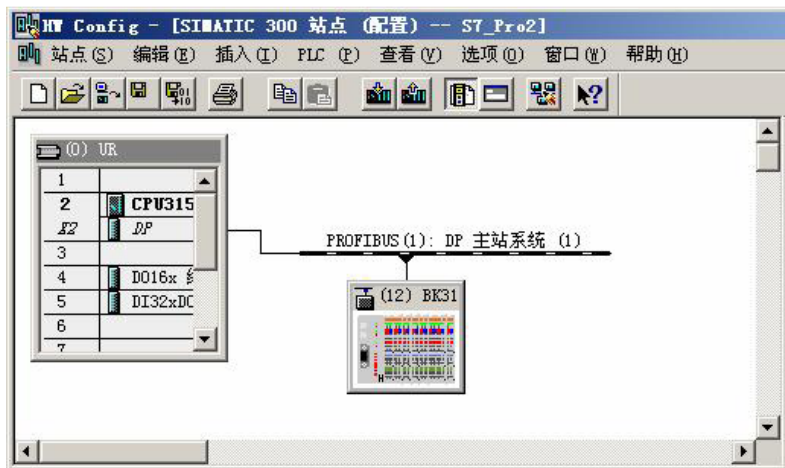 HW Config - [SIMATIC 300 站点 (配置) -- S7_Pro2]
站点(S) 编辑(E) 插入(I) PLC (P) 查看(V) 选项(O) 窗口(W) 帮助(H)
(0) UR
1
2 CPU315
X2 DP
3
4 DO16x
5 DI32xDO
6
7
PROFIBUS(1): DP 主站系统 (1)
(12) BK31